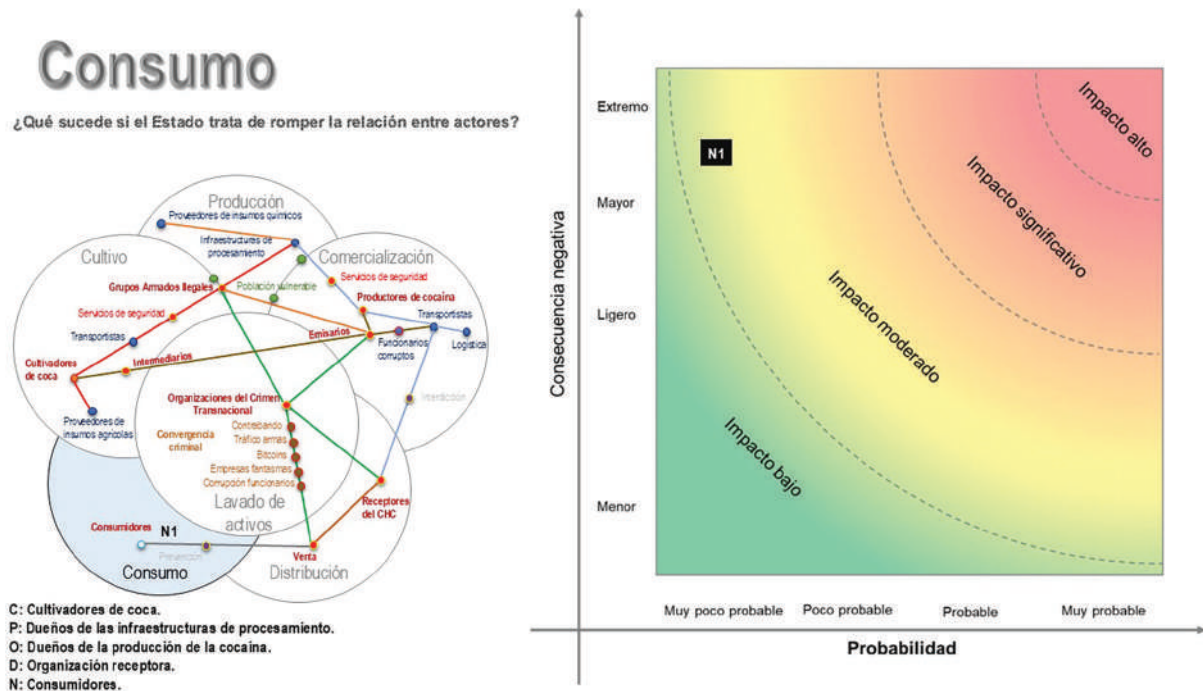 Consumo
¿Qué sucede si el Estado trata de romper la relación entre actores?
Producción
Proveedores de insumos químicos
Infraestructuras de
procesamiento
Cultivo
Comercialización
Servicios de seguridad
Grupos Armados Ilegales
Población vulnerable
Productores de cocaína
Servicios de seguridad
Transportistas
Transportistas
Emisarios
Funcionarios
corruptos
Logística
Intermediarios
Cultivadores
de coca
Interdicción
Organizaciones del Crimen
Transnacional
Proveedores de
insumos agrícolas
Convergencia
criminal
Contrabando
Tráfico armas
Bitcoins
Empresas fantasmas
Corrupción funcionarios
Lavado de
activos
Receptores
del CHC
Consumidores
N1
Prevención
Venta
Consumo
Distribución
C: Cultivadores de coca.
P: Dueños de las infraestructuras de procesamiento.
O: Dueños de la producción de la cocaína.
D: Organización receptora.
N: Consumidores.
Consecuencia negativa
Extremo
Mayor
Ligero
Menor
N1
Impacto alto
Impacto significativo
Impacto moderado
Impacto bajo
Muy poco probable
Poco probable
Probable
Muy probable
Probabilidad